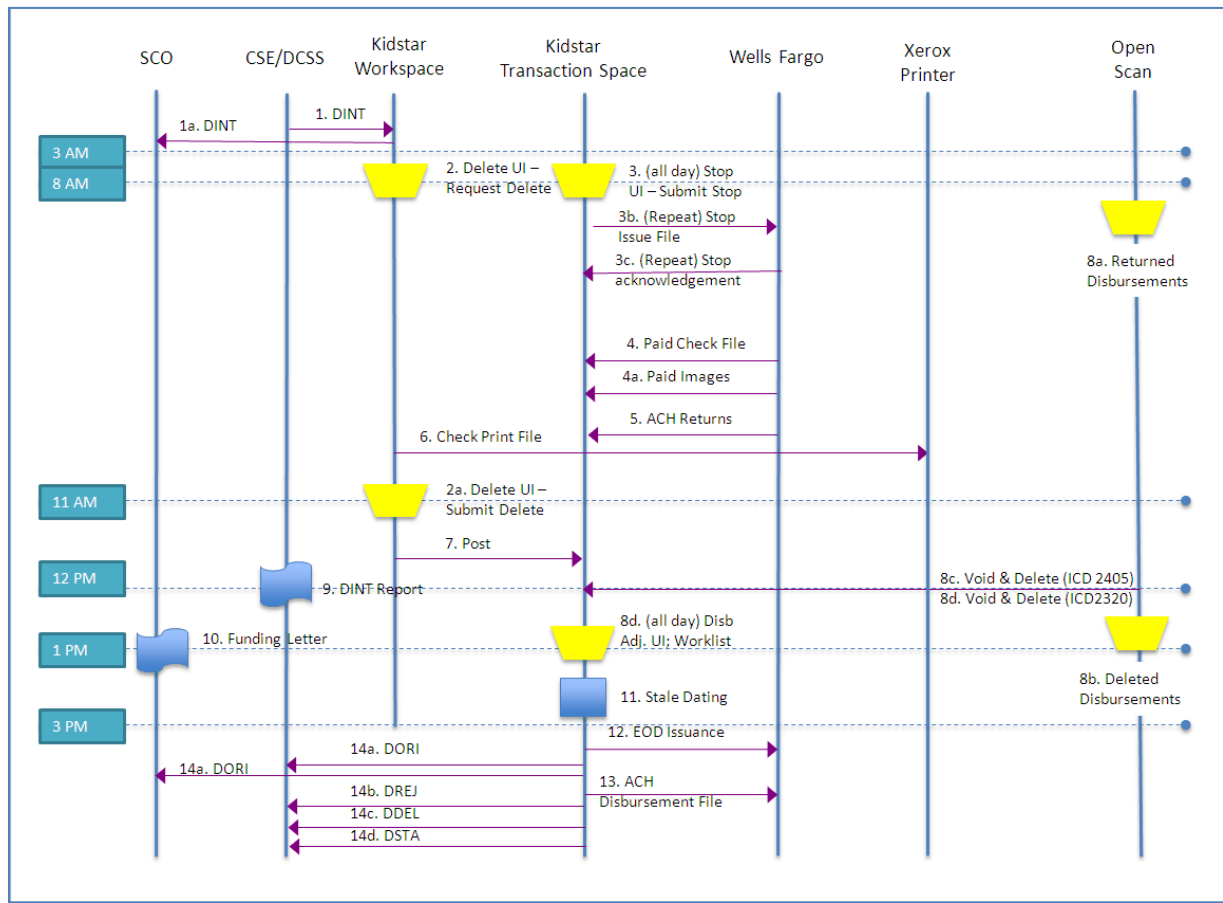 SCO
CSE/DCSS
Kidstar
Workspace
Kidstar
Transaction Space
Wells Fargo
Xerox
Printer
Open
Scan
1. DINT
1a. DINT
3 AM
8 AM
2. Delete UI –
Request Delete
3. (all day) Stop
UI – Submit Stop
3b. (Repeat) Stop
Issue File
3c. (Repeat) Stop
acknowledgement
8a. Returned
Disbursements
4. Paid Check File
4a. Paid Images
5. ACH Returns
6. Check Print File
11 AM
2a. Delete UI –
Submit Delete
7. Post
12 PM
9. DINT Report
8c. Void & Delete (ICD 2405)
8d. Void & Delete (ICD2320)
10. Funding Letter
8d. (all day) Disb
Adj. UI; Worklist
1 PM
8b. Deleted
Disbursements
11. Stale Dating
3 PM
12. EOD Issuance
14a. DORI
14a. DORI
13. ACH
Disbursement File
14b. DREJ
14c. DDEL
14d. DSTA